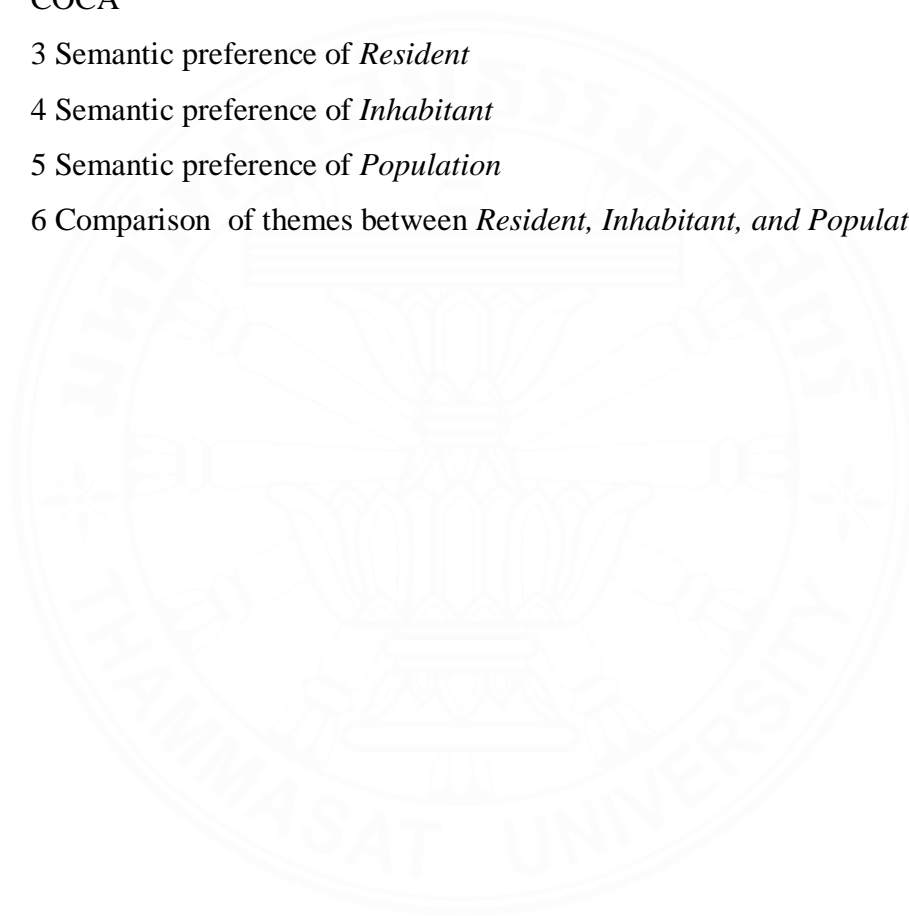 COCA
3 Semantic preference of Resident
4 Semantic preference of Inhabitant
5 Semantic preference of Population
6 Comparison of themes between Resident, Inhabitant, and Populat
THAMMASAT UNIVERSITY